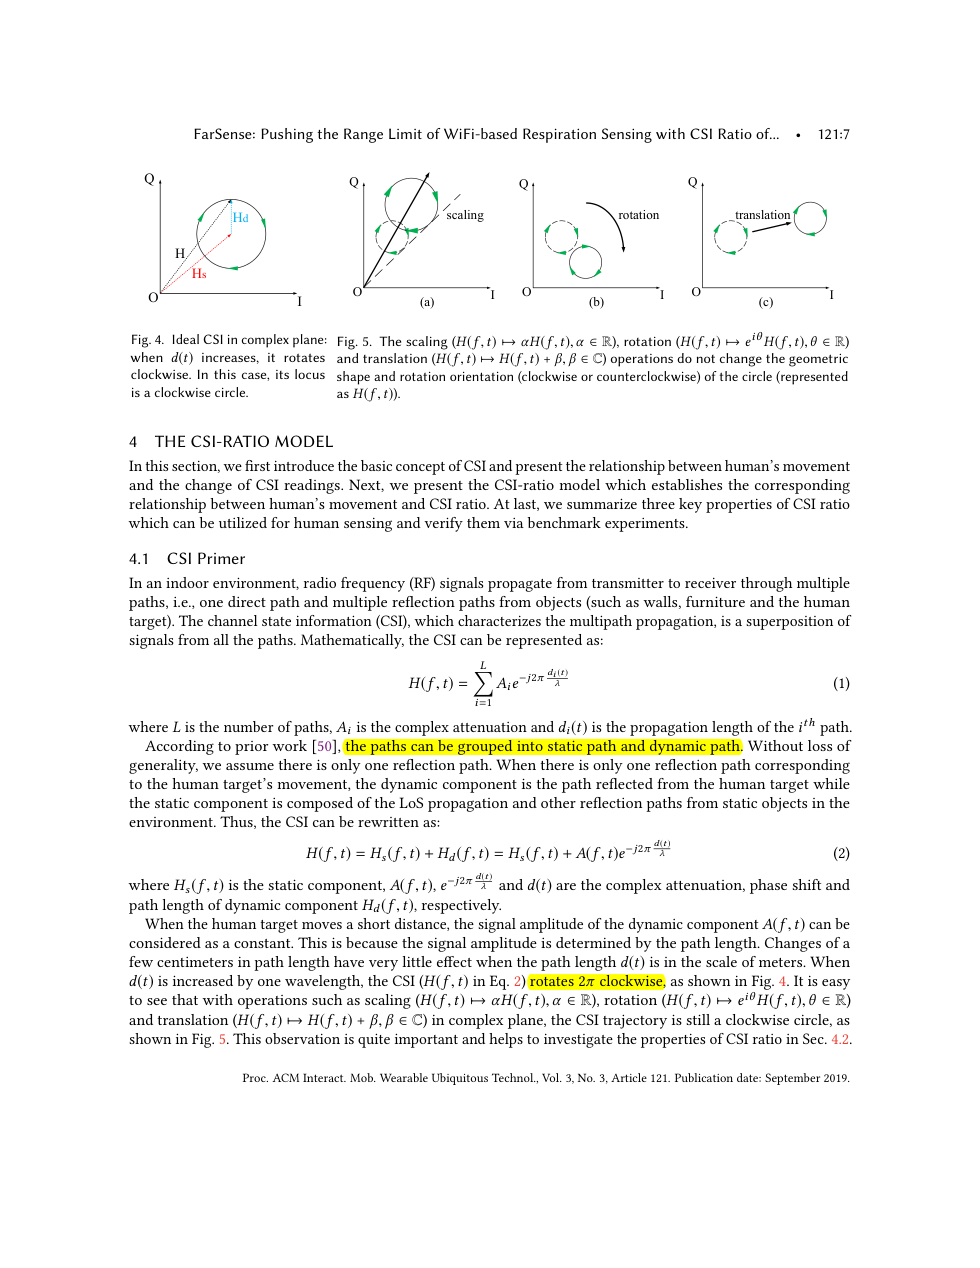 FarSense: Pushing the Range Limit of WiFi-based Respiration Sensing with CSI Ratio of... • 121:7
Q
Hd
H
Hs
O
I
Q
scaling
O
I
(a)
Q
rotation
O
I
(b)
Q
translation
O
I
(c)
Fig. 4. Ideal CSI in complex plane:
when d(t) increases, it rotates
clockwise. In this case, its locus
is a clockwise circle.
Fig. 5. The scaling (H(f, t) ↦ αH(f, t), α ∈ ℝ), rotation (H(f, t) ↦ e^{iθ}H(f, t), θ ∈ ℝ)
and translation (H(f, t) ↦ H(f, t) + β, β ∈ ℂ) operations do not change the geometric
shape and rotation orientation (clockwise or counterclockwise) of the circle (represented
as H(f, t)).
4 THE CSI-RATIO MODEL
In this section, we first introduce the basic concept of CSI and present the relationship between human's movement
and the change of CSI readings. Next, we present the CSI-ratio model which establishes the corresponding
relationship between human's movement and CSI ratio. At last, we summarize three key properties of CSI ratio
which can be utilized for human sensing and verify them via benchmark experiments.
4.1 CSI Primer
In an indoor environment, radio frequency (RF) signals propagate from transmitter to receiver through multiple
paths, i.e., one direct path and multiple reflection paths from objects (such as walls, furniture and the human
target). The channel state information (CSI), which characterizes the multipath propagation, is a superposition of
signals from all the paths. Mathematically, the CSI can be represented as:
H(f, t) = \sum_{i=1}^{L} A_i e^{-j2π \frac{d_i(t)}{λ}} (1)
where L is the number of paths, A_i is the complex attenuation and d_i(t) is the propagation length of the i^{th} path.
According to prior work [50], the paths can be grouped into static path and dynamic path. Without loss of
generality, we assume there is only one reflection path. When there is only one reflection path corresponding
to the human target's movement, the dynamic component is the path reflected from the human target while
the static component is composed of the LoS propagation and other reflection paths from static objects in the
environment. Thus, the CSI can be rewritten as:
H(f, t) = H_s(f, t) + H_d(f, t) = H_s(f, t) + A(f, t)e^{-j2π \frac{d(t)}{λ}} (2)
where H_s(f, t) is the static component, A(f, t), e^{-j2π \frac{d(t)}{λ}} and d(t) are the complex attenuation, phase shift and
path length of dynamic component H_d(f, t), respectively.
When the human target moves a short distance, the signal amplitude of the dynamic component A(f, t) can be
considered as a constant. This is because the signal amplitude is determined by the path length. Changes of a
few centimeters in path length have very little effect when the path length d(t) is in the scale of meters. When
d(t) is increased by one wavelength, the CSI (H(f, t) in Eq. 2) rotates 2π clockwise, as shown in Fig. 4. It is easy
to see that with operations such as scaling (H(f, t) ↦ αH(f, t), α ∈ ℝ), rotation (H(f, t) ↦ e^{iθ}H(f, t), θ ∈ ℝ)
and translation (H(f, t) ↦ H(f, t) + β, β ∈ ℂ) in complex plane, the CSI trajectory is still a clockwise circle, as
shown in Fig. 5. This observation is quite important and helps to investigate the properties of CSI ratio in Sec. 4.2.
Proc. ACM Interact. Mob. Wearable Ubiquitous Technol., Vol. 3, No. 3, Article 121. Publication date: September 2019.